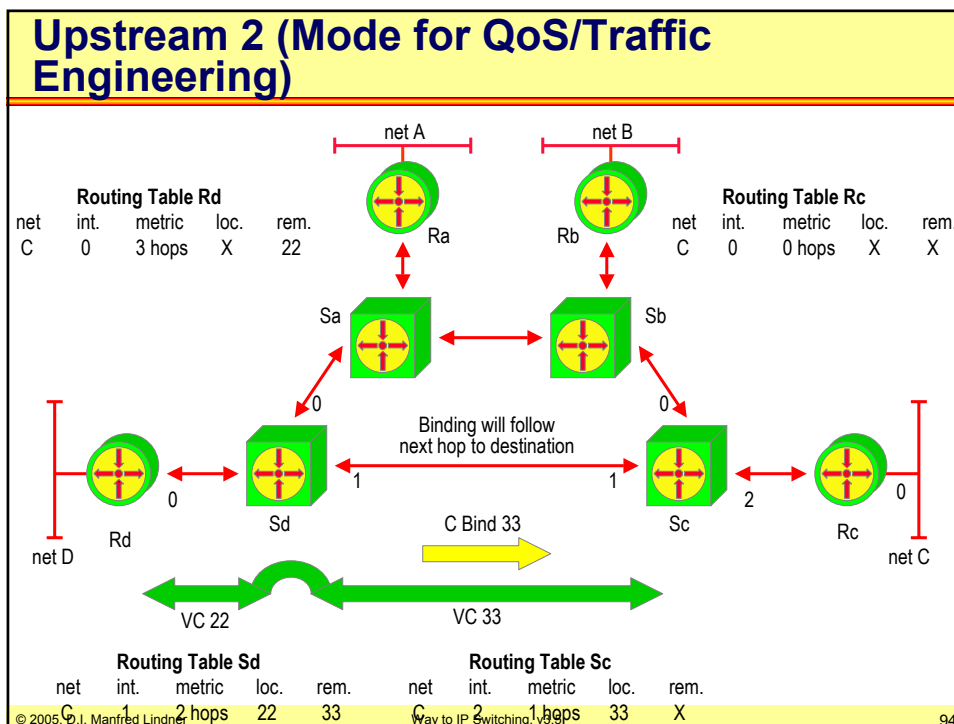 Upstream 2 (Mode for QoS/Traffic
Engineering)
net A
net B
Routing Table Rd
net int. metric loc. rem.
C 0 3 hops X 22
Routing Table Rc
net int. metric loc. rem.
C 0 0 hops X X
Ra
Rb
Sa
Sb
0
0
Binding will follow
next hop to destination
1
1
0
2
0
Rd
Sd
Sc
Rc
net D
net C
C Bind 33
VC 22
VC 33
Routing Table Sd
net int. metric loc. rem.
C 1 2 hops 22 33
Routing Table Sc
net int. metric loc. rem.
C 2 1 hops 33 X
© 2005, D.I. Manfred Lindner
Way to IP Switching, v3.5
94